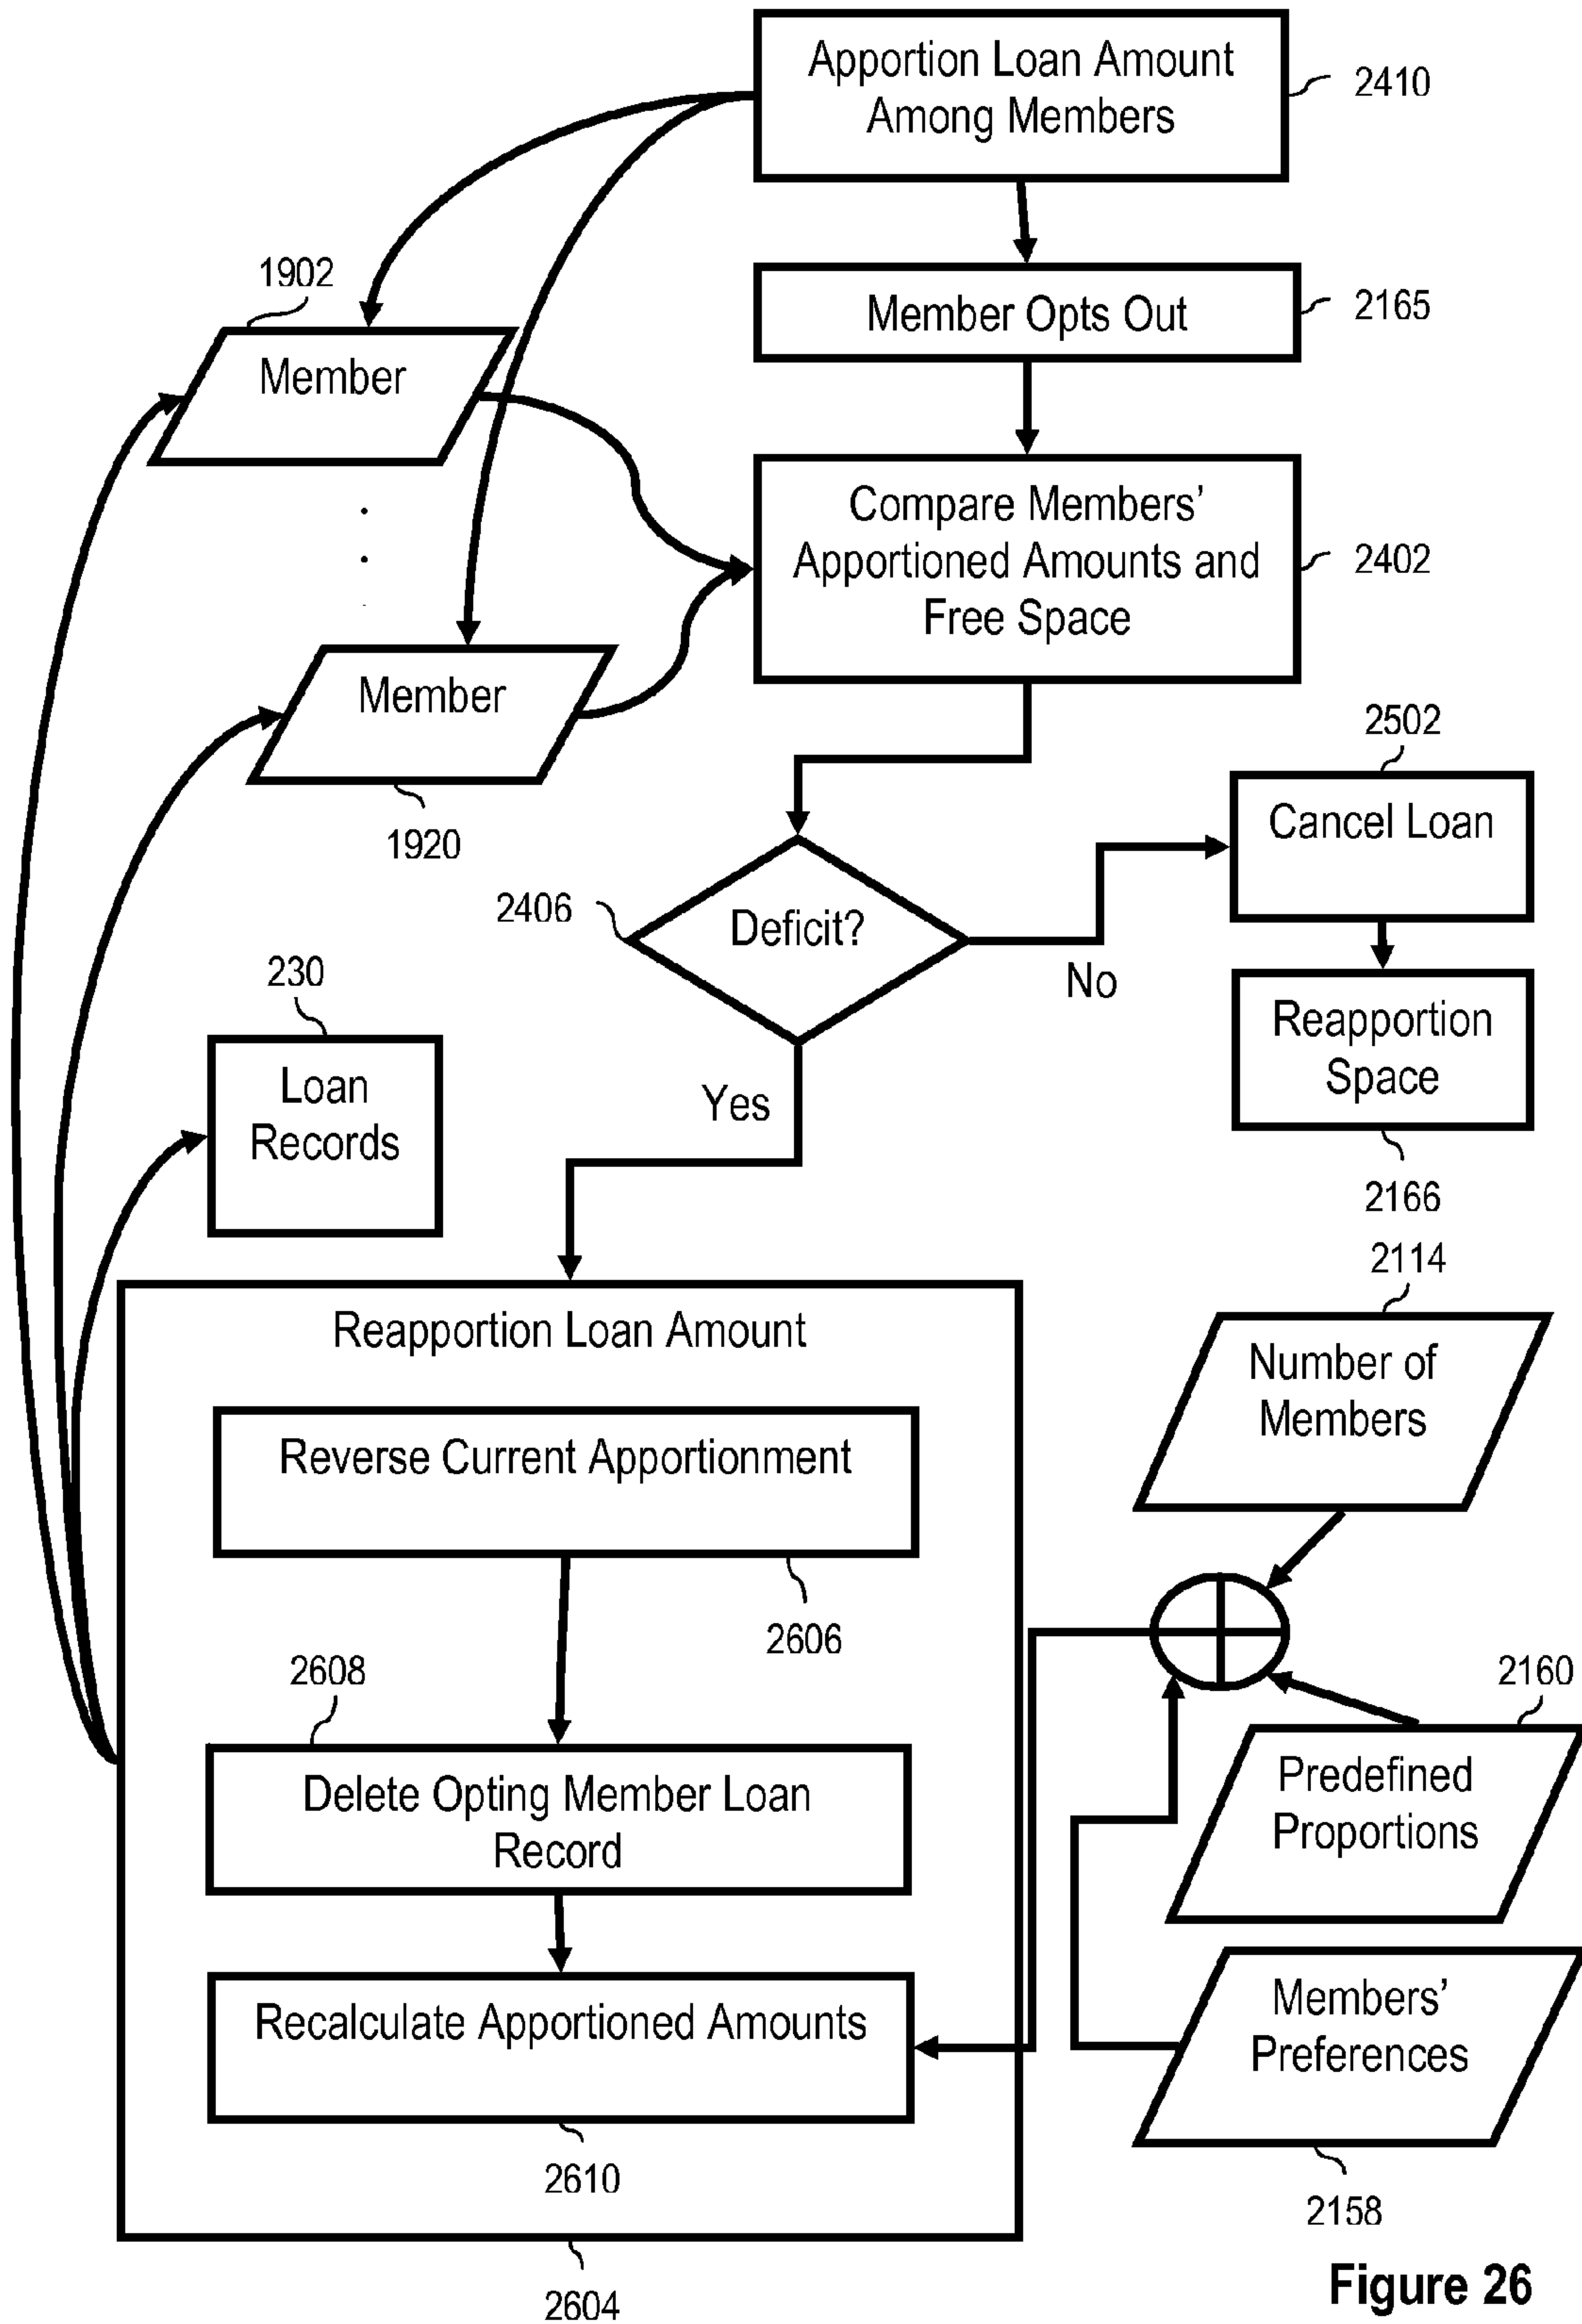 Apportion Loan Amount
Among Members
2410
1902
Member
Member Opts Out
2165
Compare Members’
Apportioned Amounts and
Free Space
2402
Member
1920
2502
Cancel Loan
2406
Deficit?
No
230
Loan
Records
Yes
Reapportion
Space
2166
2114
Reapportion Loan Amount
Number of
Members
Reverse Current Apportionment
2606
2608
2160
Delete Opting Member Loan
Record
Predefined
Proportions
Recalculate Apportioned Amounts
Members’
Preferences
2610
2158
2604
Figure 26